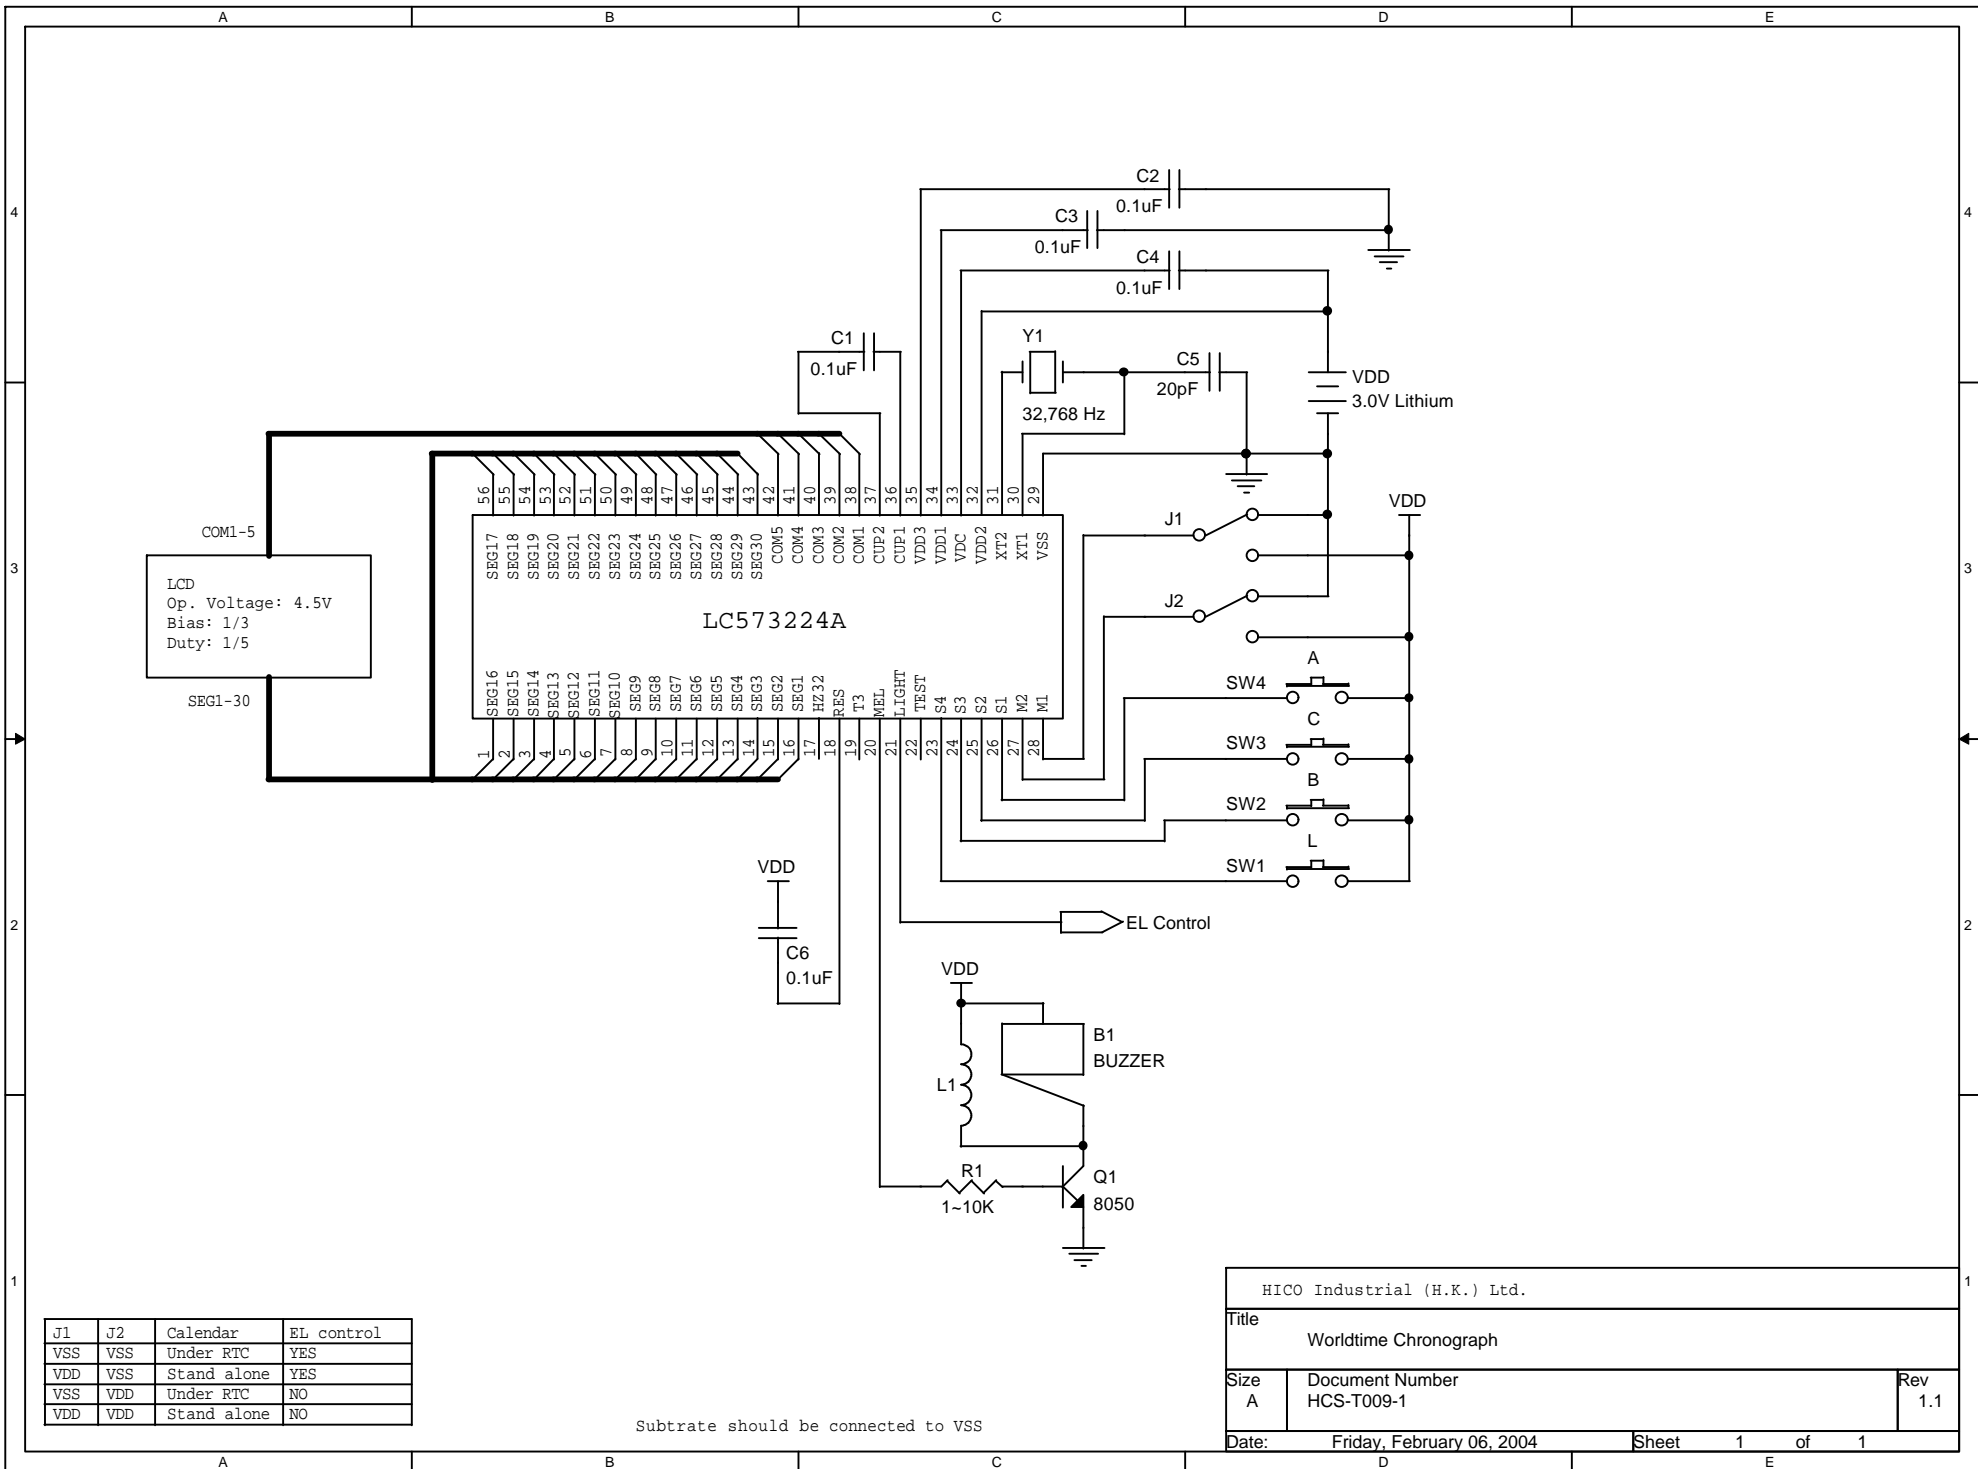 A B C D E
4 4
C2
0.1uF
C3
0.1uF
C4
0.1uF
C1
0.1uF
Y1
32,768 Hz
C5
20pF
VDD
3.0V Lithium
56 55 54 53 52 51 50 49 48 47 46 45 44 43 42 41 40 39 38 37 36 35 34 33 32 31 30 29
SEG17 SEG18 SEG19 SEG20 SEG21 SEG22 SEG23 SEG24 SEG25 SEG26 SEG27 SEG28 SEG29 SEG30 COM5 COM4 COM3 COM2 COM1 CUP2 CUP1 VDD3 VDD1 VDC VDD2 XT2 XT1 VSS
LC573224A
SEG16 SEG15 SEG14 SEG13 SEG12 SEG11 SEG10 SEG9 SEG8 SEG7 SEG6 SEG5 SEG4 SEG3 SEG2 SEG1 HZ32 RES T3 MEL LIGHT TEST S4 S3 S2 S1 M2 M1
1 2 3 4 5 6 7 8 9 10 11 12 13 14 15 16 17 18 19 20 21 22 23 24 25 26 27 28
COM1-5
3 3
LCD
Op. Voltage: 4.5V
Bias: 1/3
Duty: 1/5
SEG1-30
VDD
J1
J2
A
SW4
C
SW3
B
SW2
L
SW1
EL Control
2 2
VDD
C6
0.1uF
VDD
B1
BUZZER
L1
R1
1~10K
Q1
8050
1 1
J1 J2 Calendar EL control
VSS VSS Under RTC YES
VDD VSS Stand alone YES
VSS VDD Under RTC NO
VDD VDD Stand alone NO
Subtrate should be connected to VSS
HICO Industrial (H.K.) Ltd.
Title
Worldtime Chronograph
Size Document Number Rev
A HCS-T009-1 1.1
Date: Friday, February 06, 2004 Sheet 1 of 1
A B C D E